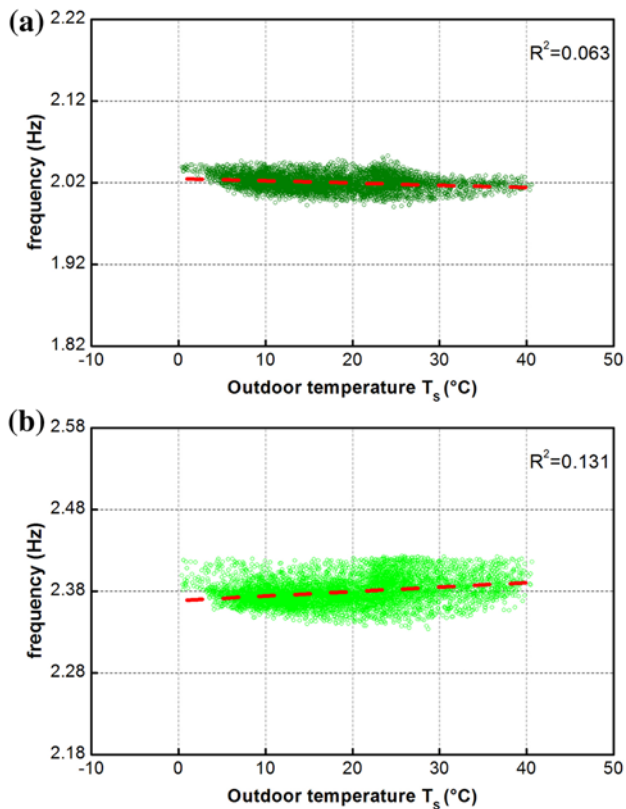 (a)
2.22
R²=0.063
2.12
2.02
1.92
1.82
frequency (Hz)
-10 0 10 20 30 40 50
Outdoor temperature Tₛ (°C)
(b)
2.58
R²=0.131
2.48
2.38
2.28
2.18
frequency (Hz)
-10 0 10 20 30 40 50
Outdoor temperature Tₛ (°C)